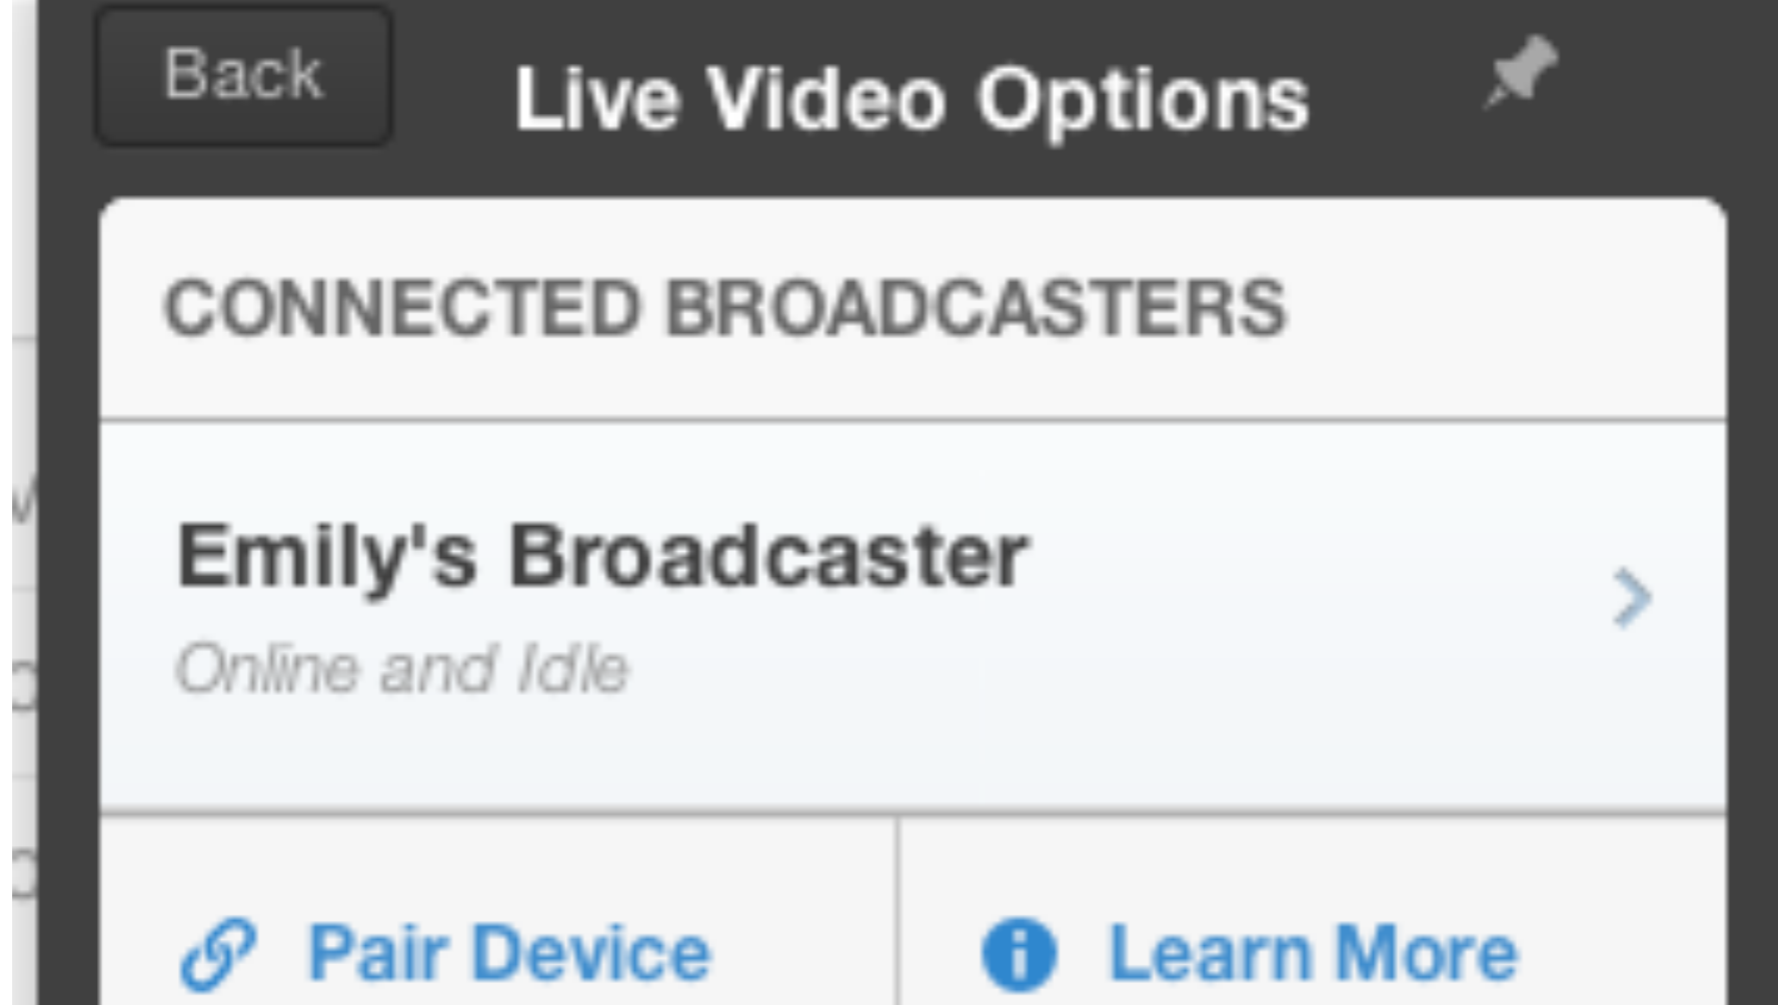 Back
Live Video Options
CONNECTED BROADCASTERS
Emily's Broadcaster
Online and Idle
Pair Device
Learn More